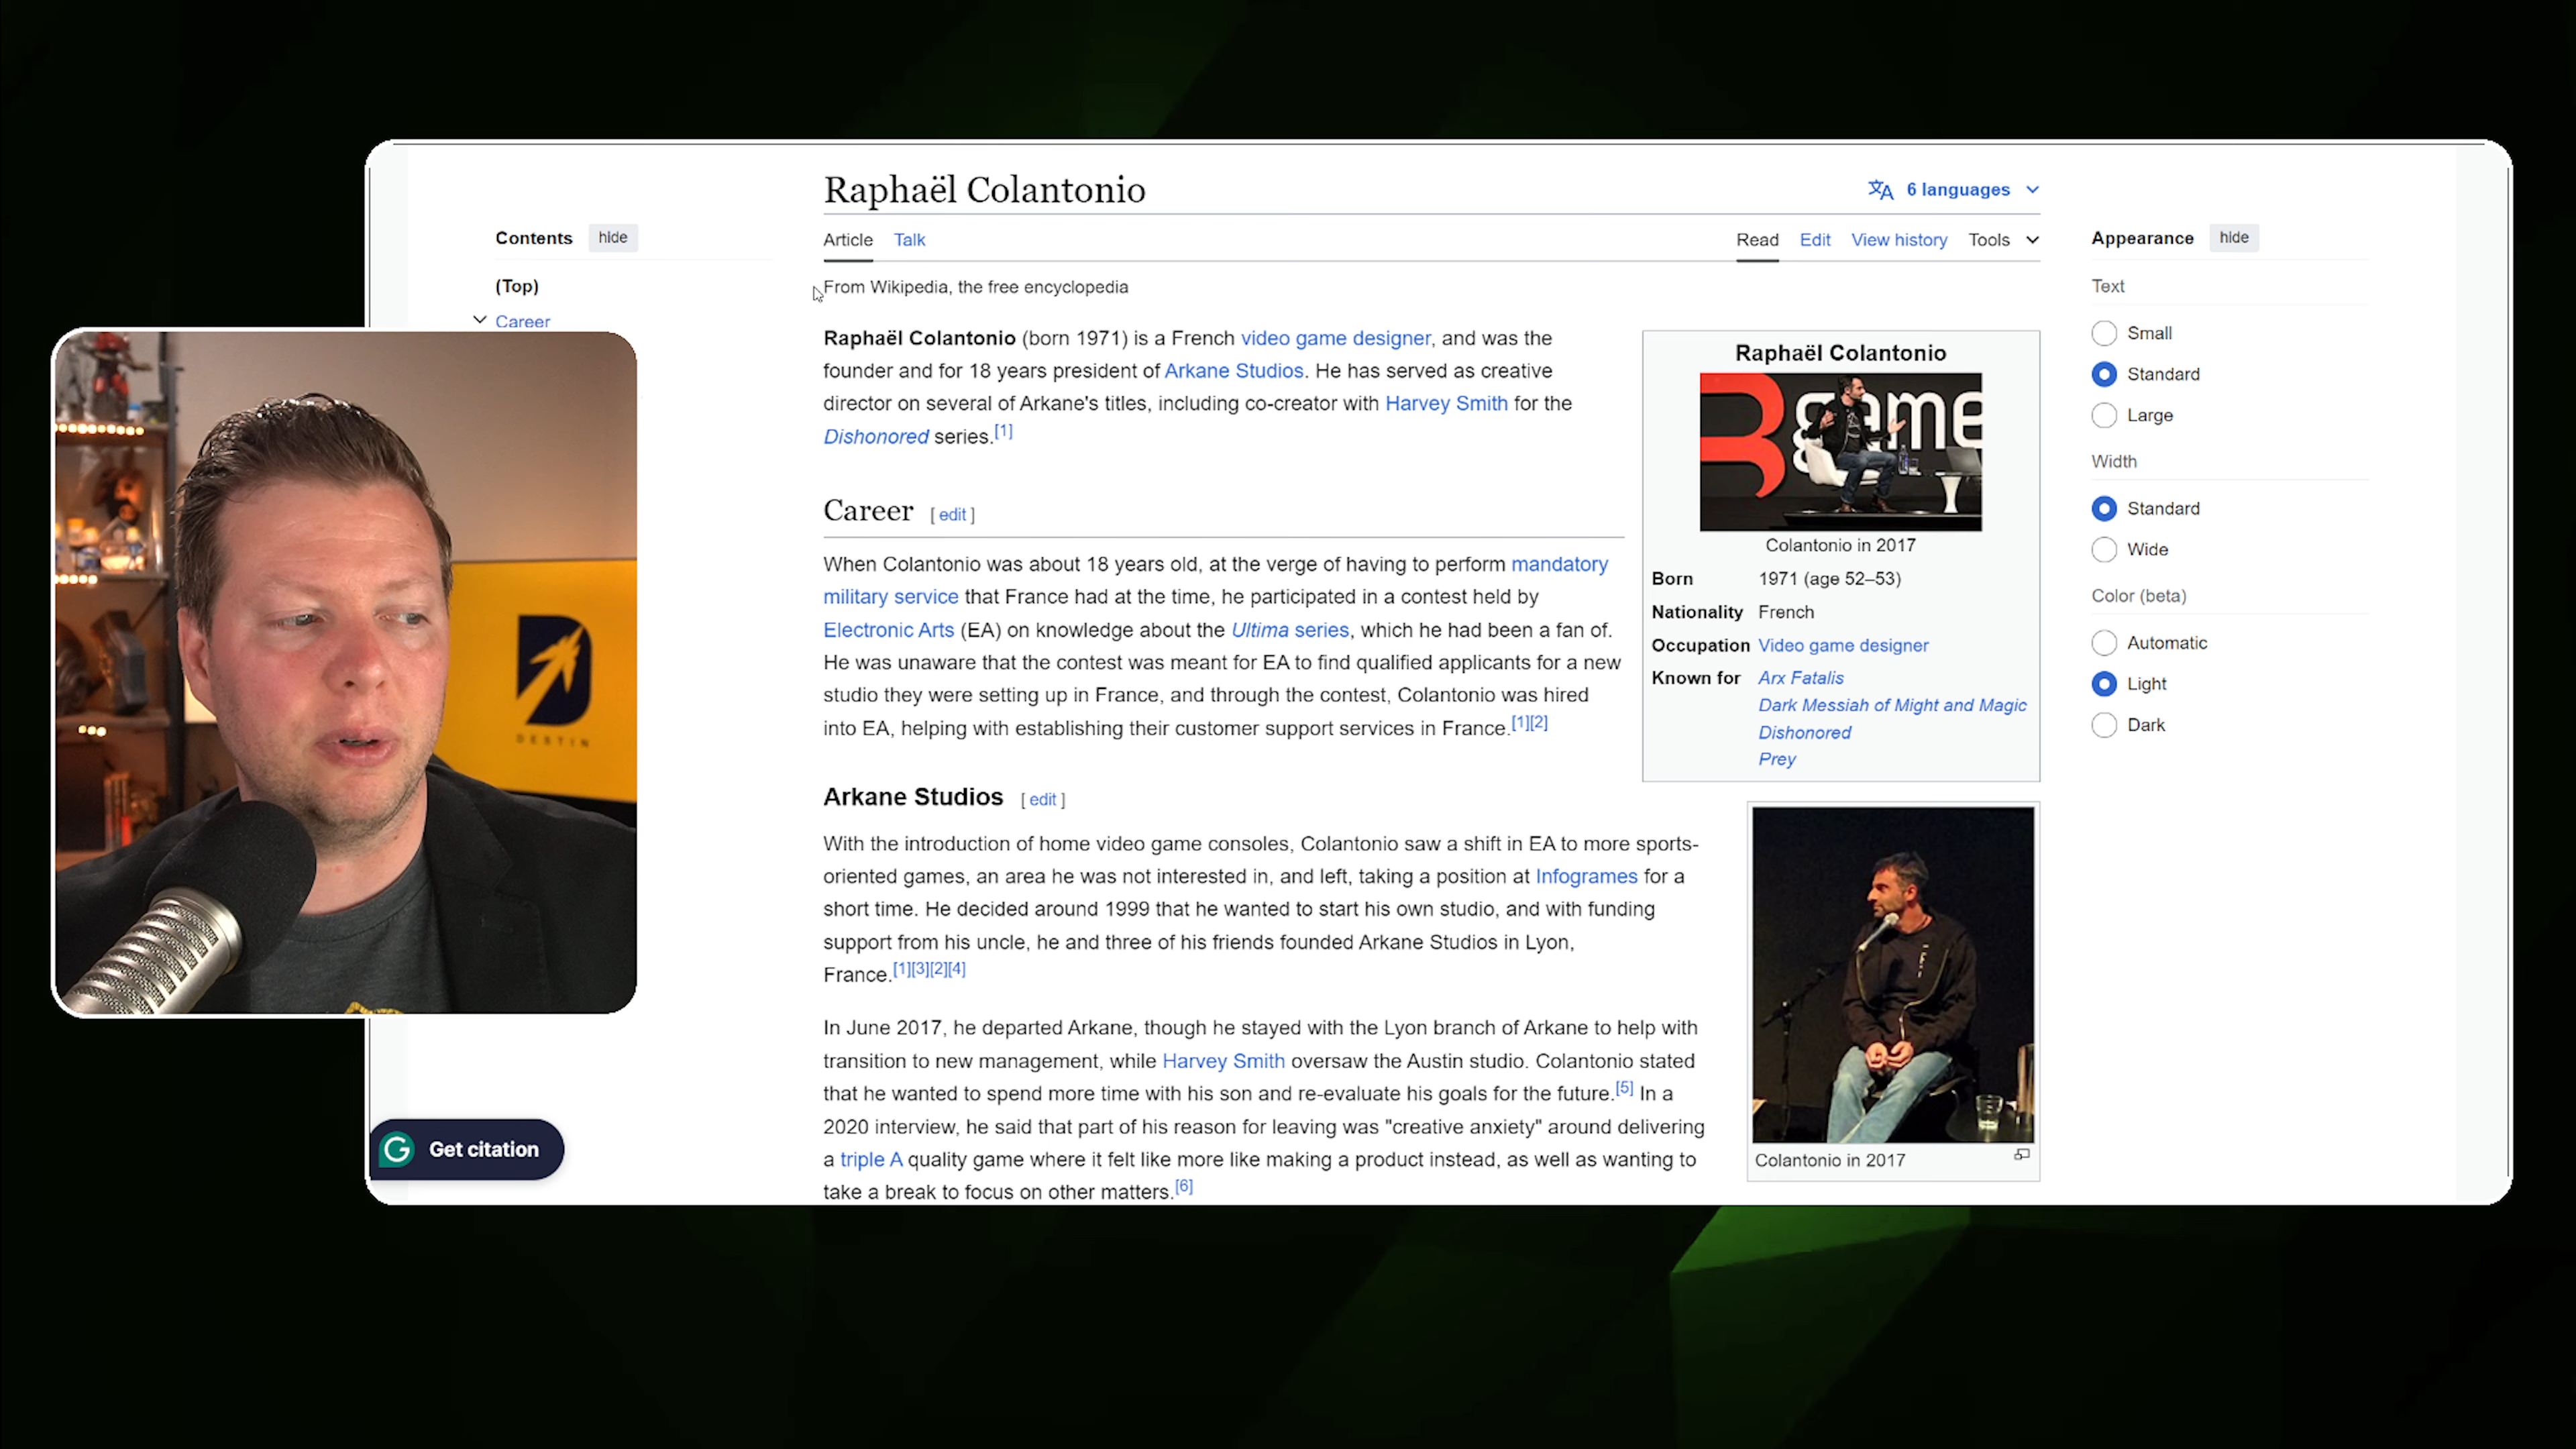 Raphaël Colantonio
6 languages
Contents hide
Article Talk
Read Edit View history Tools
Appearance hide
(Top)
From Wikipedia, the free encyclopedia
Career
Raphaël Colantonio (born 1971) is a French video game designer, and was the
founder and for 18 years president of Arkane Studios. He has served as creative
director on several of Arkane's titles, including co-creator with Harvey Smith for the
Dishonored series.[1]
Career [ edit ]
When Colantonio was about 18 years old, at the verge of having to perform mandatory
military service that France had at the time, he participated in a contest held by
Electronic Arts (EA) on knowledge about the Ultima series, which he had been a fan of.
He was unaware that the contest was meant for EA to find qualified applicants for a new
studio they were setting up in France, and through the contest, Colantonio was hired
into EA, helping with establishing their customer support services in France.[1][2]
Arkane Studios [ edit ]
With the introduction of home video game consoles, Colantonio saw a shift in EA to more sports-
oriented games, an area he was not interested in, and left, taking a position at Infogrames for a
short time. He decided around 1999 that he wanted to start his own studio, and with funding
support from his uncle, he and three of his friends founded Arkane Studios in Lyon,
France.[1][3][2][4]
In June 2017, he departed Arkane, though he stayed with the Lyon branch of Arkane to help with
transition to new management, while Harvey Smith oversaw the Austin studio. Colantonio stated
that he wanted to spend more time with his son and re-evaluate his goals for the future.[5] In a
2020 interview, he said that part of his reason for leaving was "creative anxiety" around delivering
a triple A quality game where it felt like more like making a product instead, as well as wanting to
take a break to focus on other matters.[6]
Raphaël Colantonio
game
Colantonio in 2017
Born 1971 (age 52–53)
Nationality French
Occupation Video game designer
Known for Arx Fatalis
Dark Messiah of Might and Magic
Dishonored
Prey
Colantonio in 2017
Text
Small
Standard
Large
Width
Standard
Wide
Color (beta)
Automatic
Light
Dark
DESTIN
Get citation